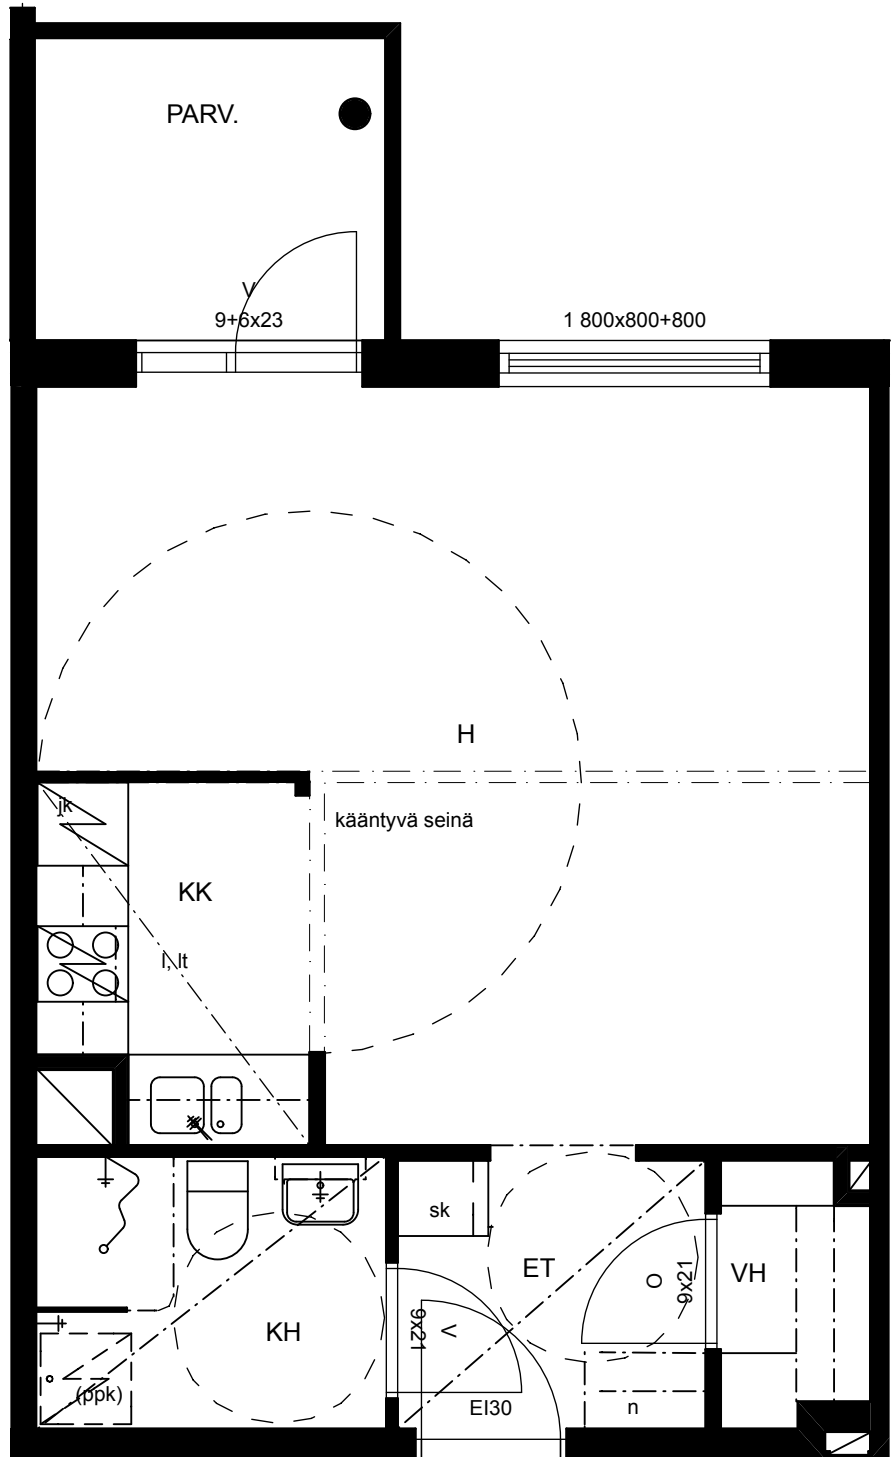 PARV.
V
9+6x23
1 800x800+800
H
jk
kääntyvä seinä
KK
l, lt
sk
ET
O
9x21
VH
KH
9x21
V
(ppk)
EI30
n